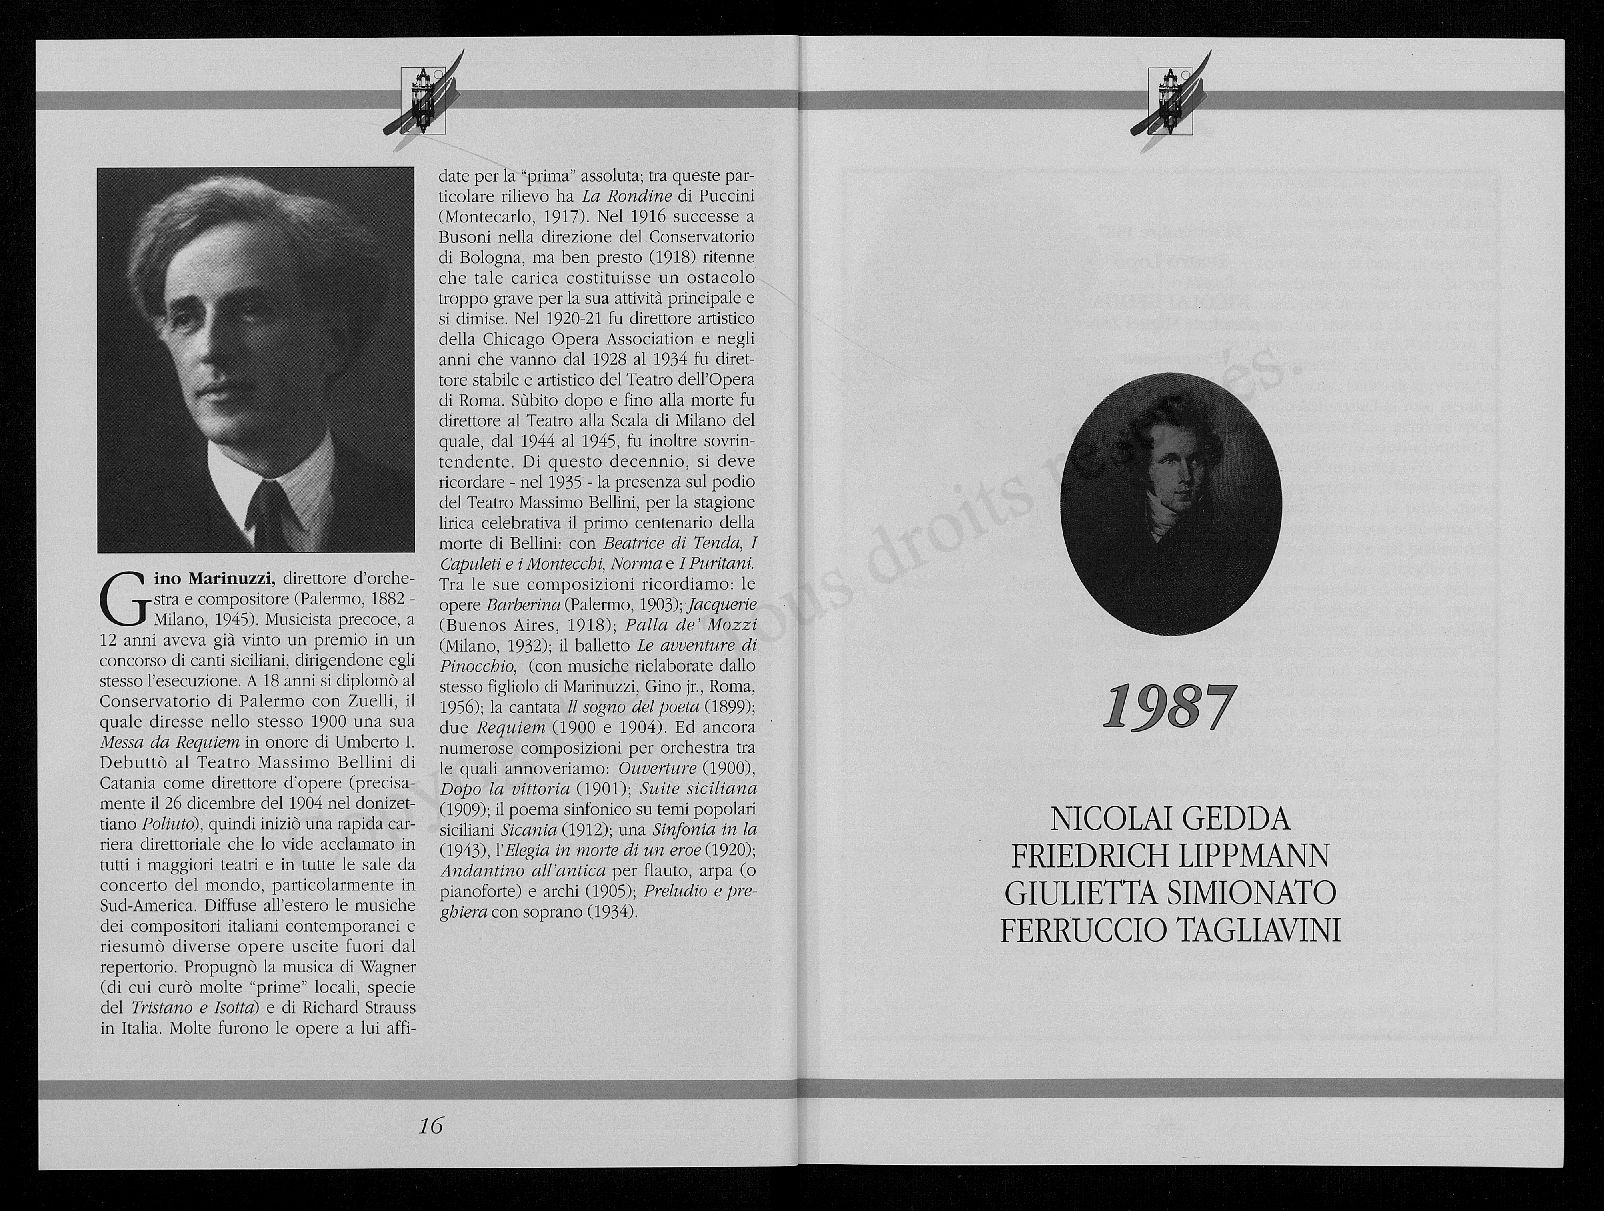 Gino Marinuzzi, direttore d'orche-
stra e compositore (Palermo, 1882 -
Milano, 1945). Musicista precoce, a
12 anni aveva già vinto un premio in un
concorso di canti siciliani, dirigendone egli
stesso l'esecuzione. A 18 anni si diplomò al
Conservatorio di Palermo con Zuelli, il
quale diresse nello stesso 1900 una sua
Messa da Requiem in onore di Umberto I.
Debuttò al Teatro Massimo Bellini di
Catania come direttore d'opere (precisa-
mente il 26 dicembre del 1904 nel donizet-
tiano Poliuto), quindi iniziò una rapida car-
riera direttoriale che lo vide acclamato in
tutti i maggiori teatri e in tutte le sale da
concerto del mondo, particolarmente in
Sud-America. Diffuse all'estero le musiche
dei compositori italiani contemporanei e
riesumò diverse opere uscite fuori dal
repertorio. Propugnò la musica di Wagner
(di cui curò molte "prime" locali, specie
del Tristano e Isotta) e di Richard Strauss
in Italia. Molte furono le opere a lui affi-
date per la "prima" assoluta; tra queste par-
ticolare rilievo ha La Rondine di Puccini
(Montecarlo, 1917). Nel 1916 successe a
Busoni nella direzione del Conservatorio
di Bologna, ma ben presto (1918) ritenne
che tale carica costituisse un ostacolo
troppo grave per la sua attività principale e
si dimise. Nel 1920-21 fu direttore artistico
della Chicago Opera Association e negli
anni che vanno dal 1928 al 1934 fu diret-
tore stabile e artistico del Teatro dell'Opera
di Roma. Sùbito dopo e fino alla morte fu
direttore al Teatro alla Scala di Milano del
quale, dal 1944 al 1945, fu inoltre sovrin-
tendente. Di questo decennio, si deve
ricordare - nel 1935 - la presenza sul podio
del Teatro Massimo Bellini, per la stagione
lirica celebrativa il primo centenario della
morte di Bellini: con Beatrice di Tenda, I
Capuleti e i Montecchi, Norma e I Puritani.
Tra le sue composizioni ricordiamo: le
opere Barberina (Palermo, 1903); Jacquerie
(Buenos Aires, 1918); Palla de' Mozzi
(Milano, 1932); il balletto Le avventure di
Pinocchio, (con musiche rielaborate dallo
stesso figliolo di Marinuzzi, Gino jr., Roma,
1956); la cantata Il sogno del poeta (1899);
due Requiem (1900 e 1904). Ed ancora
numerose composizioni per orchestra tra
le quali annoveriamo: Ouverture (1900),
Dopo la vittoria (1901); Suite siciliana
(1909); il poema sinfonico su temi popolari
siciliani Sicania (1912); una Sinfonia in la
(1943), l'Elegia in morte di un eroe (1920);
Andantino all'antica per flauto, arpa (o
pianoforte) e archi (1905); Preludio e pre-
ghiera con soprano (1934).
16
1987
NICOLAI GEDDA
FRIEDRICH LIPPMANN
GIULIETTA SIMIONATO
FERRUCCIO TAGLIAVINI